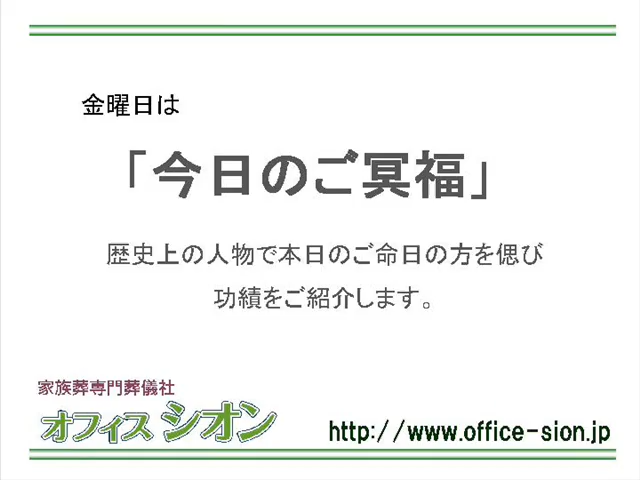 金曜日は
「今日のご冥福」
歴史上の人物で本日のご命日の方を偲び
功績をご紹介します。
家族葬専門葬儀社
オフィスシオン
http://www.office-sion.jp